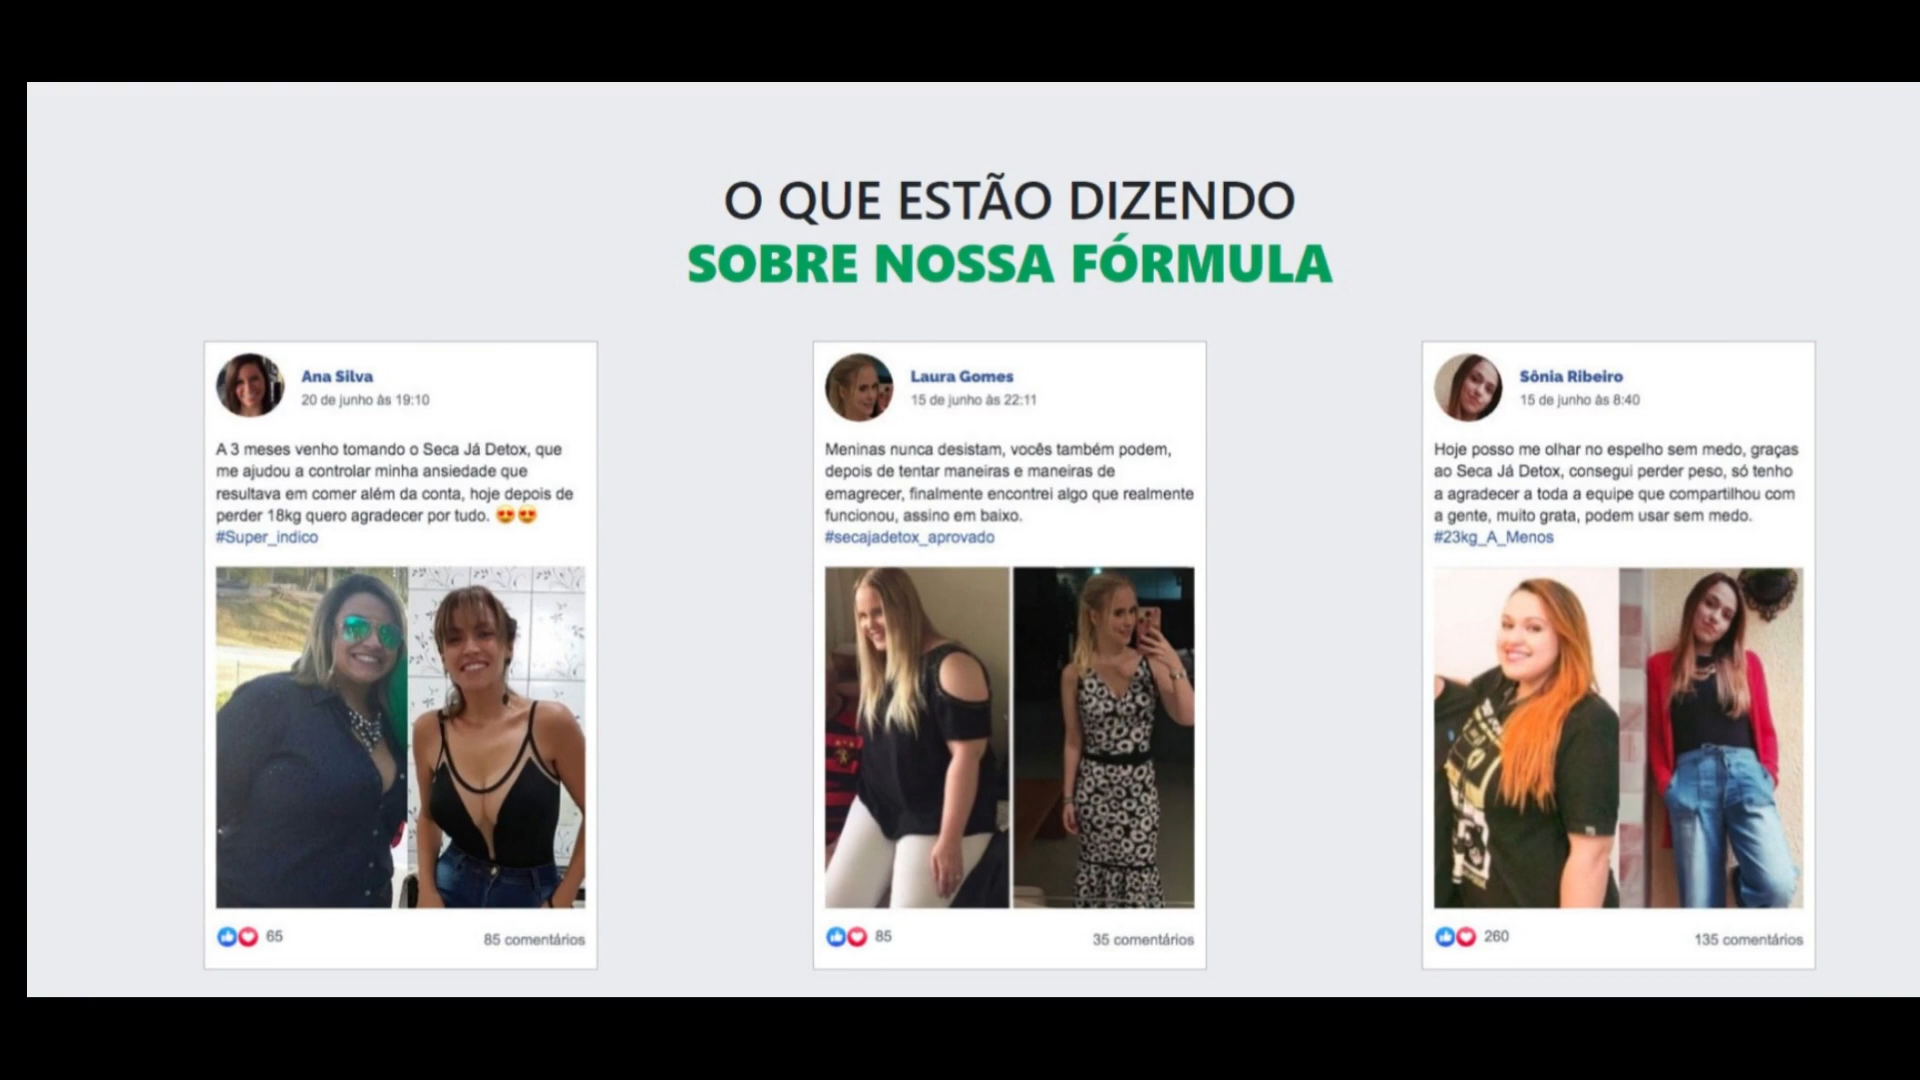 O QUE ESTÃO DIZENDO
SOBRE NOSSA FÓRMULA
Ana Silva
20 de junho às 19:10
A 3 meses venho tomando o Seca Já Detox, que
me ajudou a controlar minha ansiedade que
resultava em comer além da conta, hoje depois de
perder 18kg quero agradecer por tudo. 😍😍
#Super_indico
65
85 comentários
Laura Gomes
15 de junho às 22:11
Meninas nunca desistam, vocês também podem,
depois de tentar maneiras e maneiras de
emagrecer, finalmente encontrei algo que realmente
funcionou, assino em baixo.
#secajadetox_aprovado
85
35 comentários
Sônia Ribeiro
15 de junho às 8:40
Hoje posso me olhar no espelho sem medo, graças
ao Seca Já Detox, consegui perder peso, só tenho
a agradecer a toda a equipe que compartilhou com
a gente, muito grata, podem usar sem medo.
#23kg_A_Menos
260
135 comentários